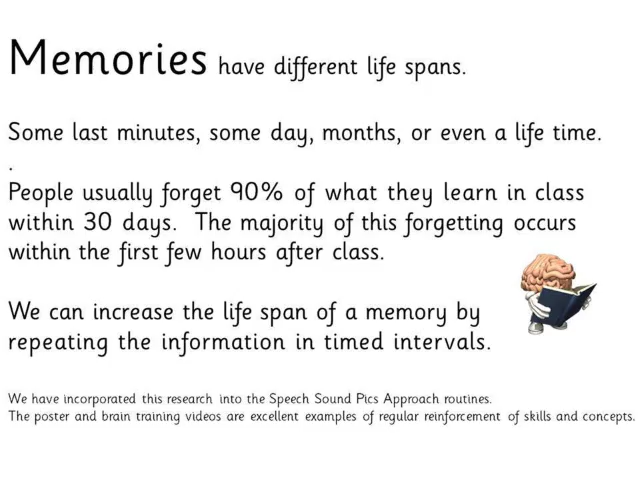 Memories have different life spans.
Some last minutes, some day, months, or even a life time.
.
People usually forget 90% of what they learn in class
within 30 days. The majority of this forgetting occurs
within the first few hours after class.
We can increase the life span of a memory by
repeating the information in timed intervals.
We have incorporated this research into the Speech Sound Pics Approach routines.
The poster and brain training videos are excellent examples of regular reinforcement of skills and concepts.